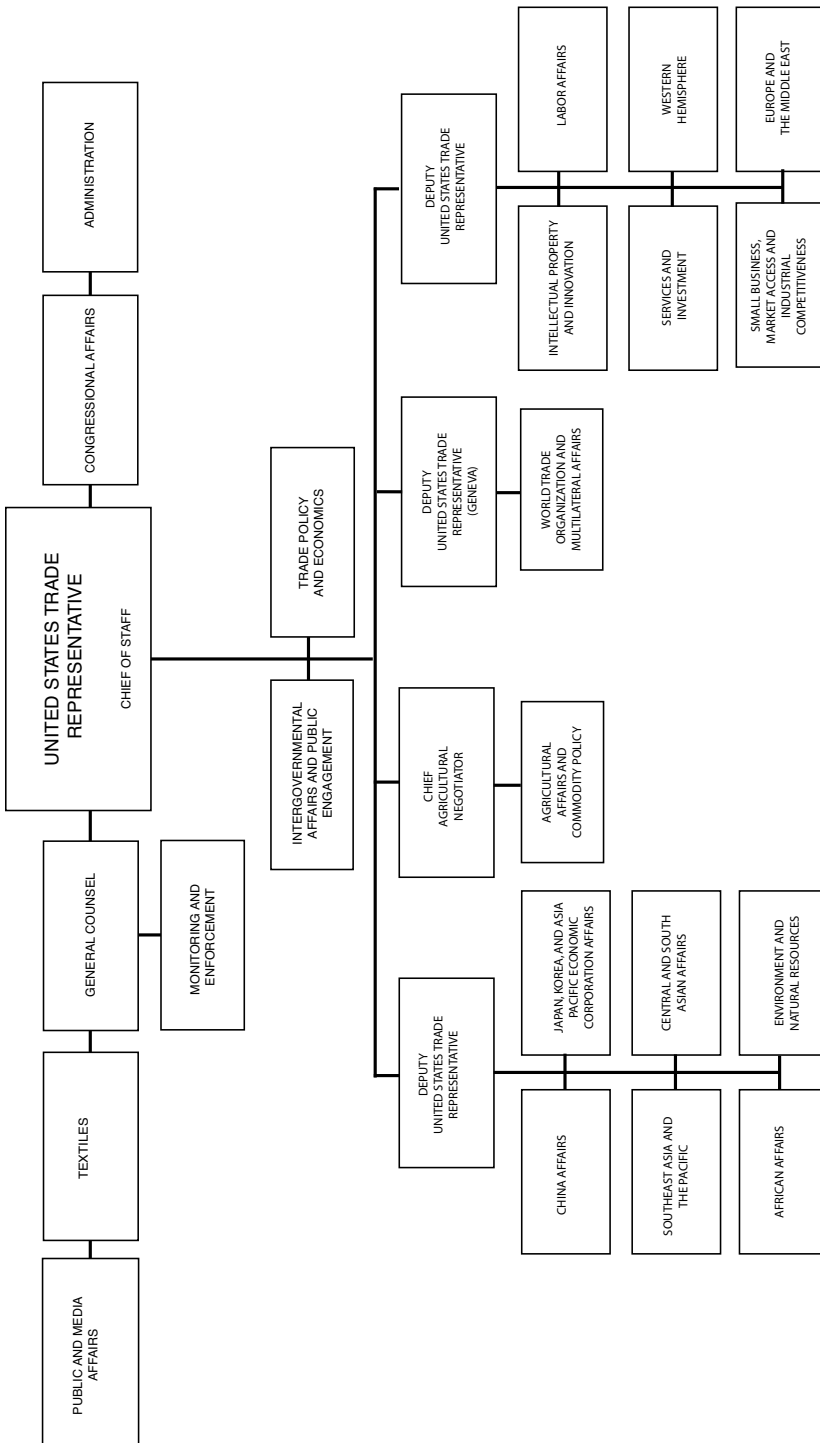 PUBLIC AND MEDIA
AFFAIRS
TEXTILES
GENERAL COUNSEL
UNITED STATES TRADE
REPRESENTATIVE
CHIEF OF STAFF
CONGRESSIONAL AFFAIRS
ADMINISTRATION
MONITORING AND
ENFORCEMENT
INTERGOVERNMENTAL
AFFAIRS AND PUBLIC
ENGAGEMENT
TRADE POLICY
AND ECONOMICS
DEPUTY
UNITED STATES TRADE
REPRESENTATIVE
CHIEF
AGRICULTURAL
NEGOTIATOR
DEPUTY
UNITED STATES TRADE
REPRESENTATIVE
(GENEVA)
DEPUTY
UNITED STATES TRADE
REPRESENTATIVE
CHINA AFFAIRS
JAPAN, KOREA, AND ASIA
PACIFIC ECONOMIC
CORPORATION AFFAIRS
AGRICULTURAL
AFFAIRS AND
COMMODITY POLICY
WORLD TRADE
ORGANIZATION AND
MULTILATERAL AFFAIRS
INTELLECTUAL PROPERTY
AND INNOVATION
LABOR AFFAIRS
SOUTHEAST ASIA AND
THE PACIFIC
CENTRAL AND SOUTH
ASIAN AFFAIRS
SERVICES AND
INVESTMENT
WESTERN
HEMISPHERE
AFRICAN AFFAIRS
ENVIRONMENT AND
NATURAL RESOURCES
SMALL BUSINESS,
MARKET ACCESS AND
INDUSTRIAL
COMPETITIVENESS
EUROPE AND
THE MIDDLE EAST